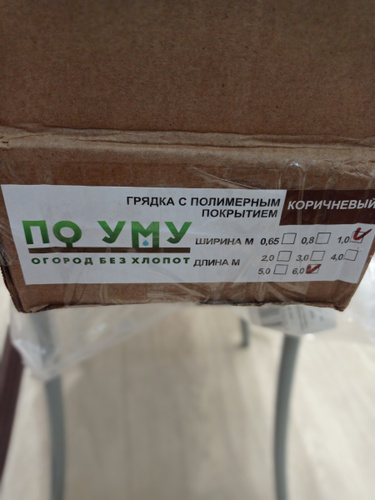 ГРЯДКА С ПОЛИМЕРНЫМ
ПОКРЫТИЕМ
КОРИЧНЕВЫЙ
ПО УМУ
ОГОРОД БЕЗ ХЛОПОТ
ШИРИНА М 0,65 0,8 1,0
ДЛИНА М 2,0 3,0 4,0
5,0 6,0